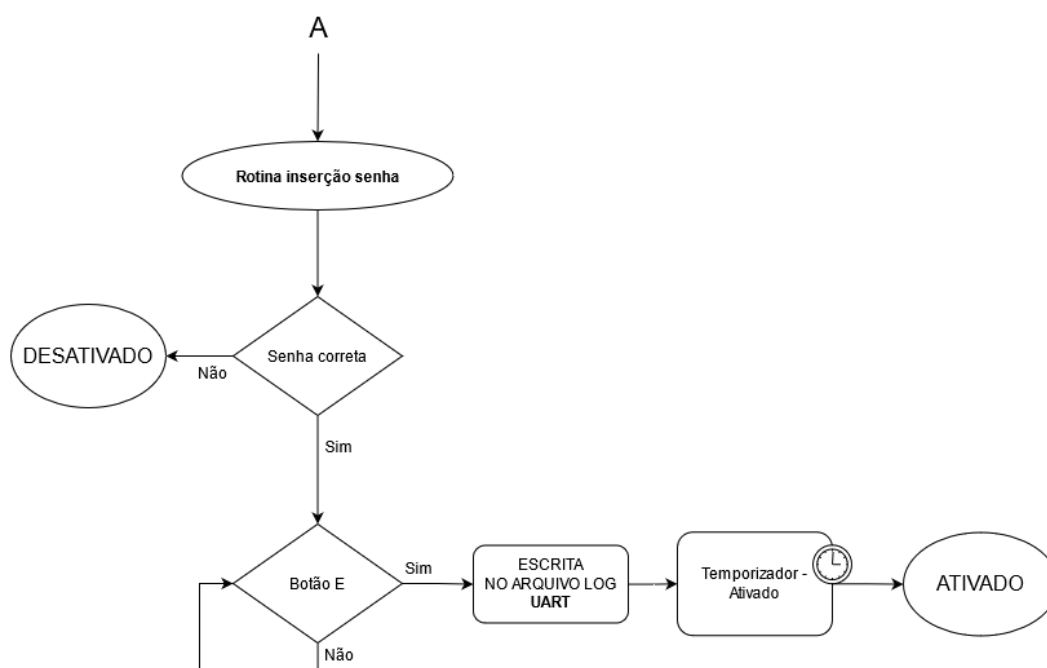 A
Rotina inserção senha
DESATIVADO
Não
Senha correta
Sim
Botão E
Sim
ESCRITA
NO ARQUIVO LOG
UART
Temporizador -
Ativado
ATIVADO
Não